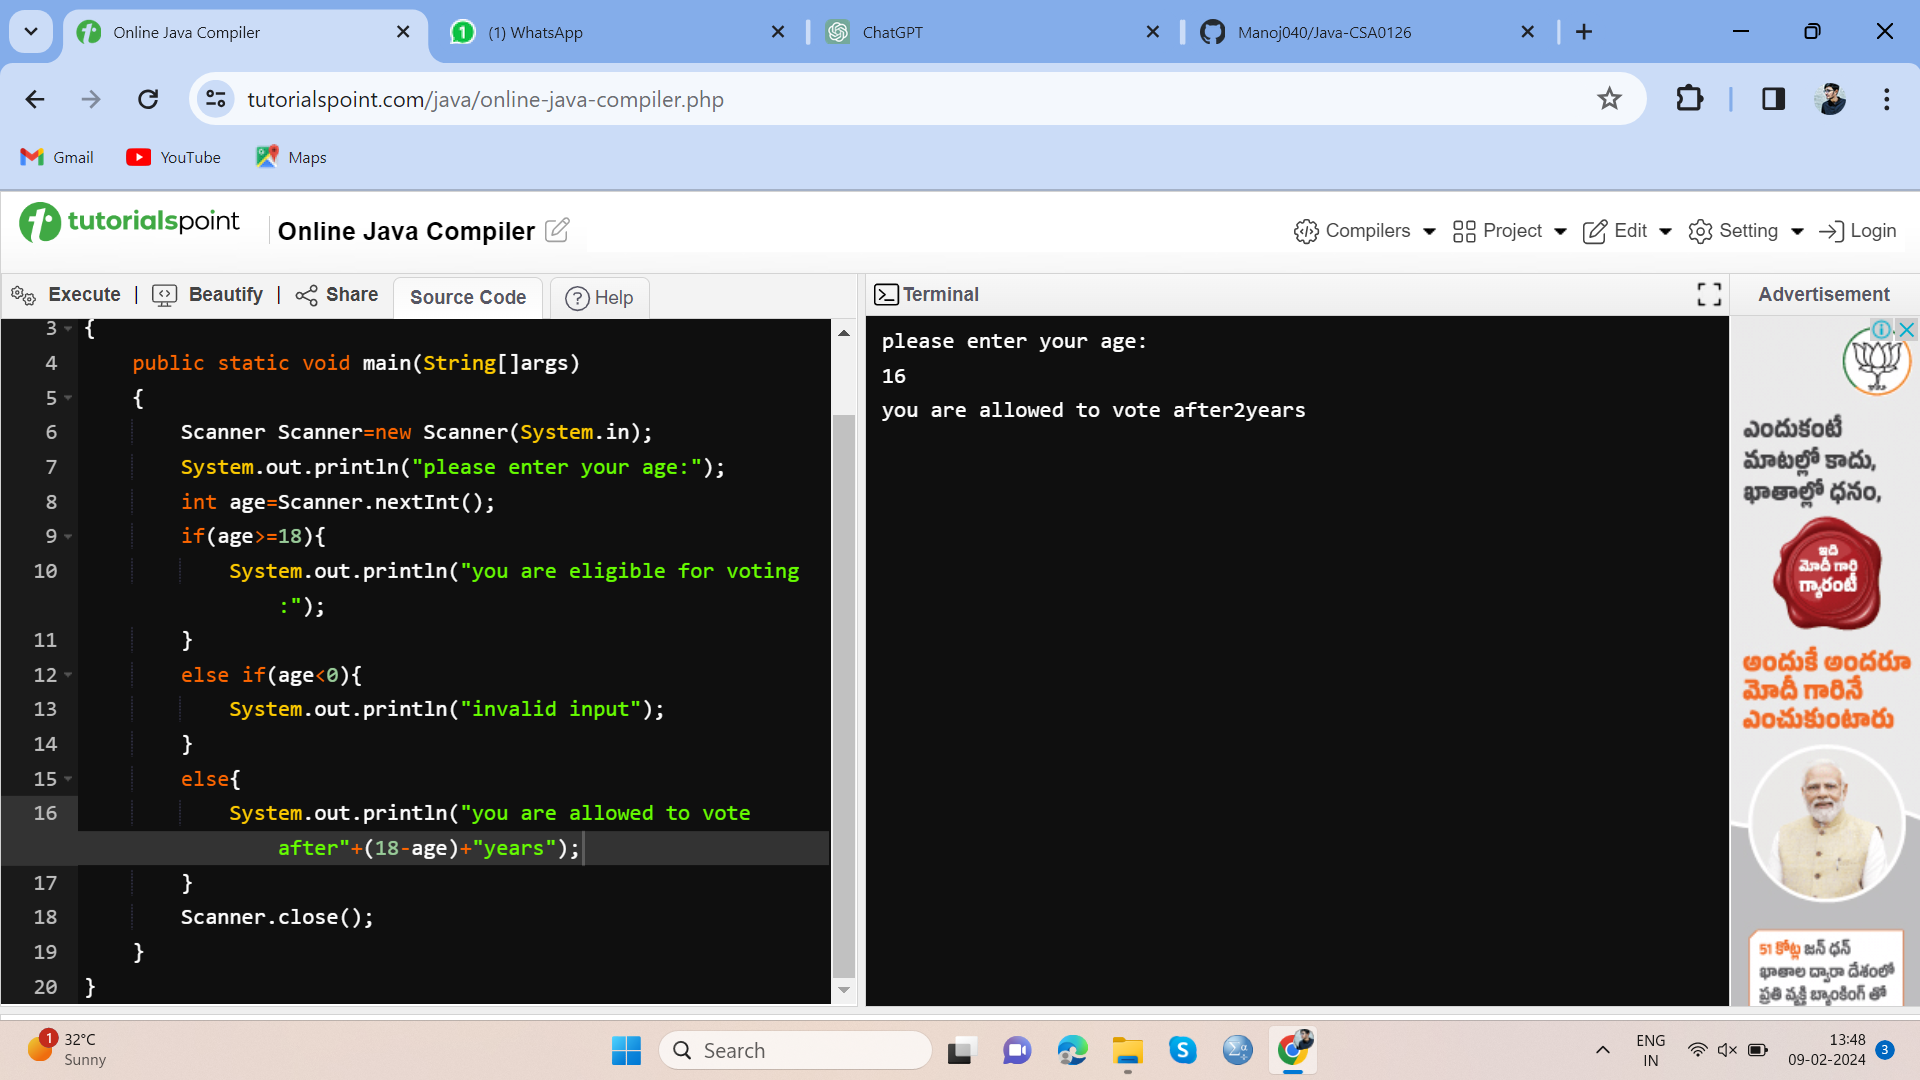 Online Java Compiler
(1) WhatsApp
ChatGPT
Manoj040/Java-CSA0126
tutorialspoint.com/java/online-java-compiler.php
Gmail
YouTube
Maps
tutorialspoint
Online Java Compiler
Compilers
Project
Edit
Setting
Login
Execute
Beautify
Share
Source Code
Help
3 {
4 public static void main(String[]args)
5 {
6 Scanner Scanner=new Scanner(System.in);
7 System.out.println("please enter your age:");
8 int age=Scanner.nextInt();
9 if(age>=18){
10 System.out.println("you are eligible for voting
:");
11 }
12 else if(age<0){
13 System.out.println("invalid input");
14 }
15 else{
16 System.out.println("you are allowed to vote
after"+(18-age)+"years");
17 }
18 Scanner.close();
19 }
20 }
Terminal
please enter your age:
16
you are allowed to vote after2years
Advertisement
ఎందుకంటే
మాటల్లో కాదు,
ఖాతాల్లో ధనం,
ఇది
మోదీ గారి
గ్యారంటీ
అందుకే అందరూ
మోదీ గారినే
ఎంచుకుంటారు
51 కోట్ల జన్ ధన్
ఖాతాల ద్వారా దేశంలో
ప్రతి వ్యక్తి బ్యాంకింగ్ తో
1
32°C
Sunny
Search
ENG
IN
13:48
09-02-2024
3